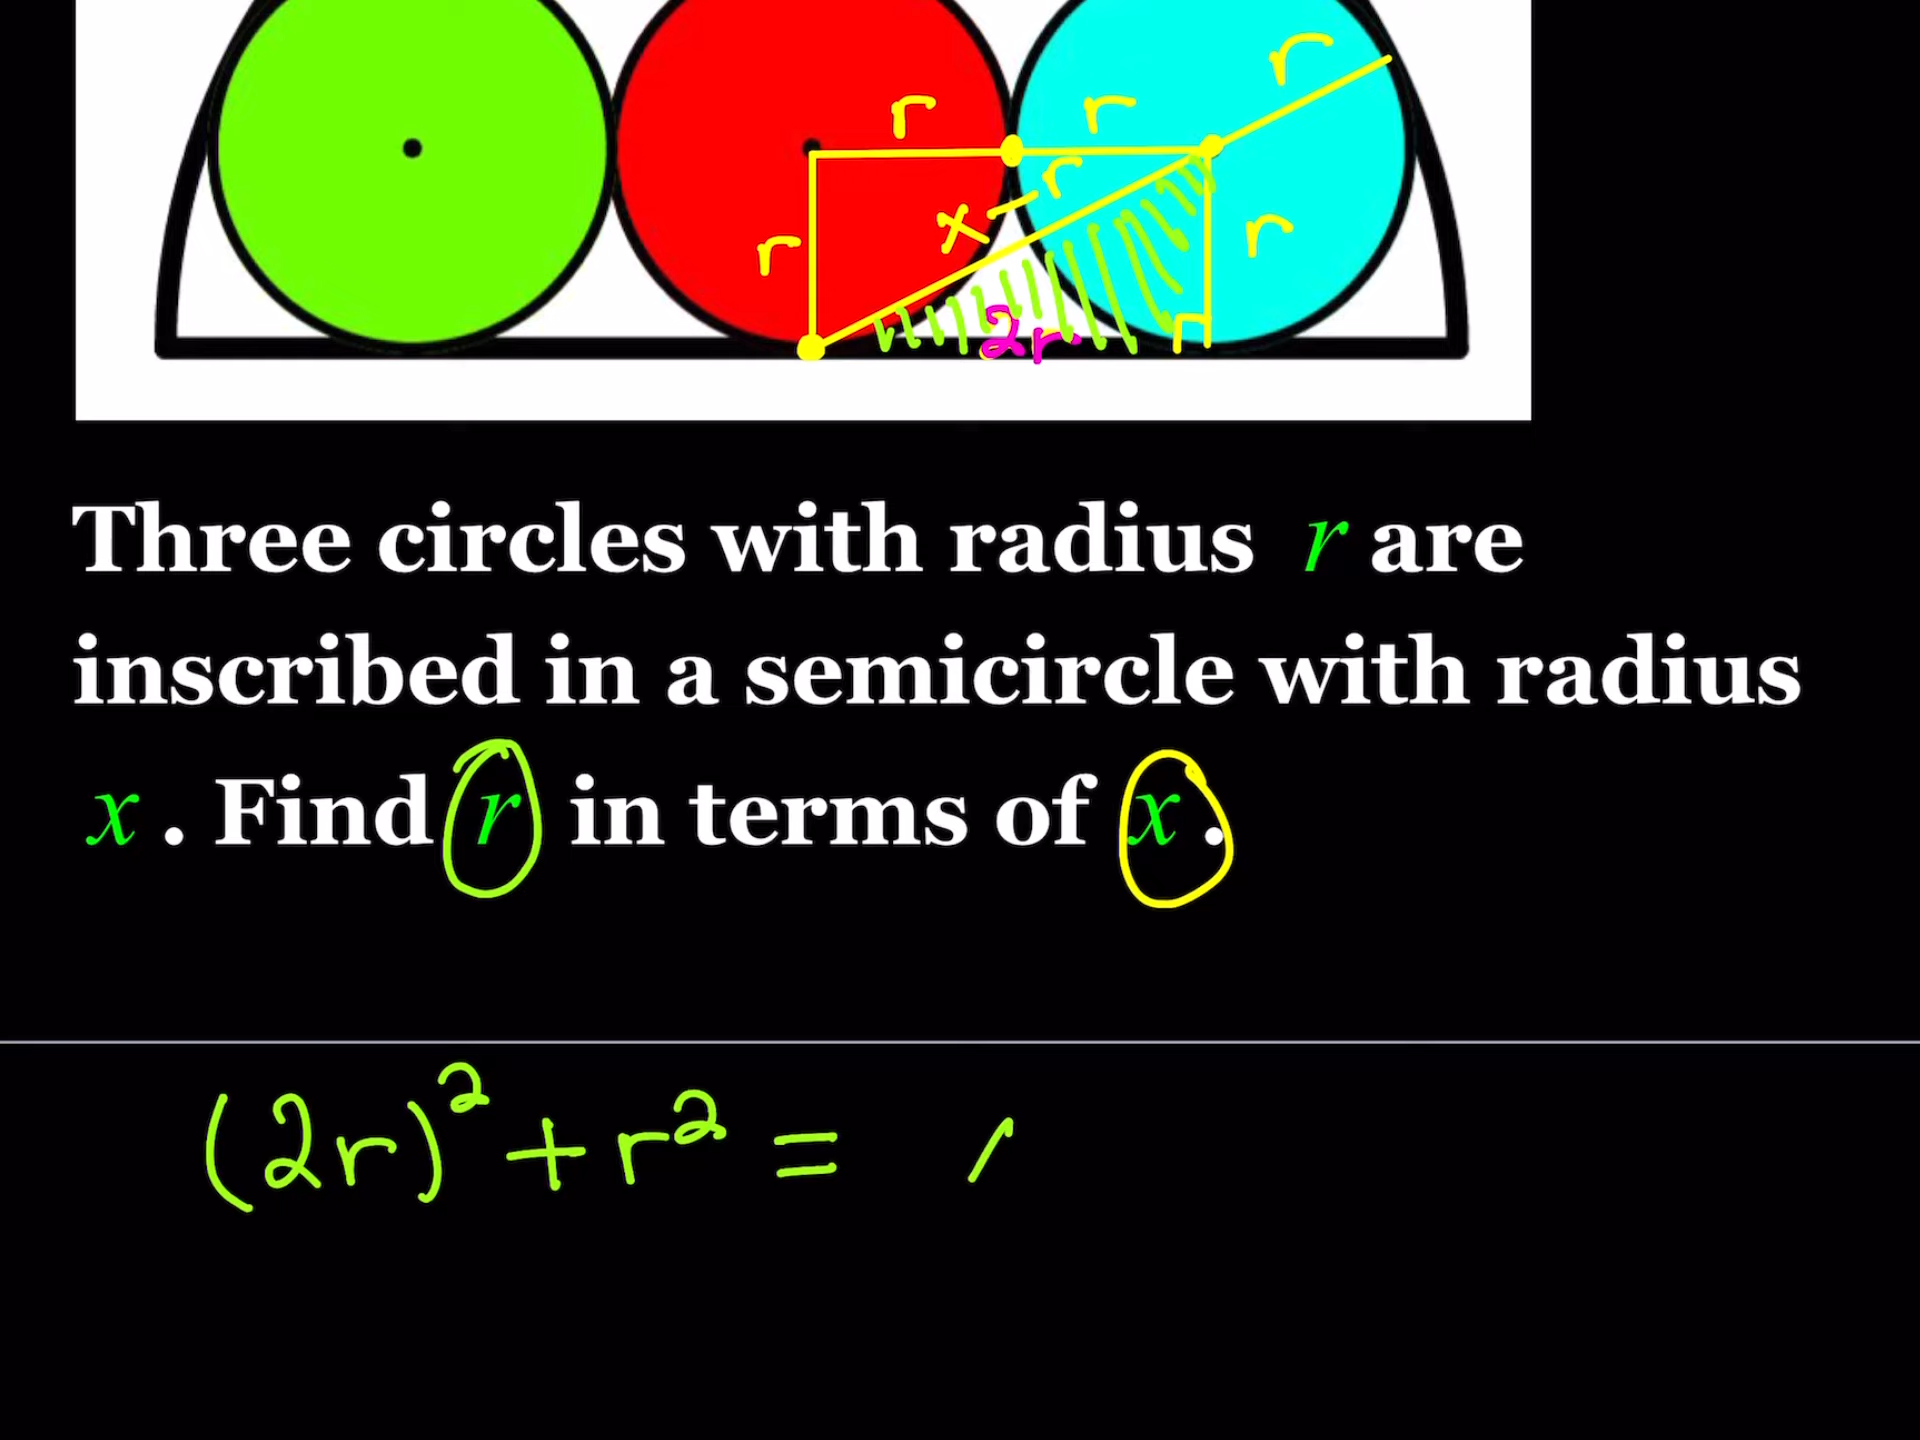 r
r r
x - r
r r
2r
Three circles with radius r are
inscribed in a semicircle with radius
x . Find r in terms of x .
(2r)² + r² =